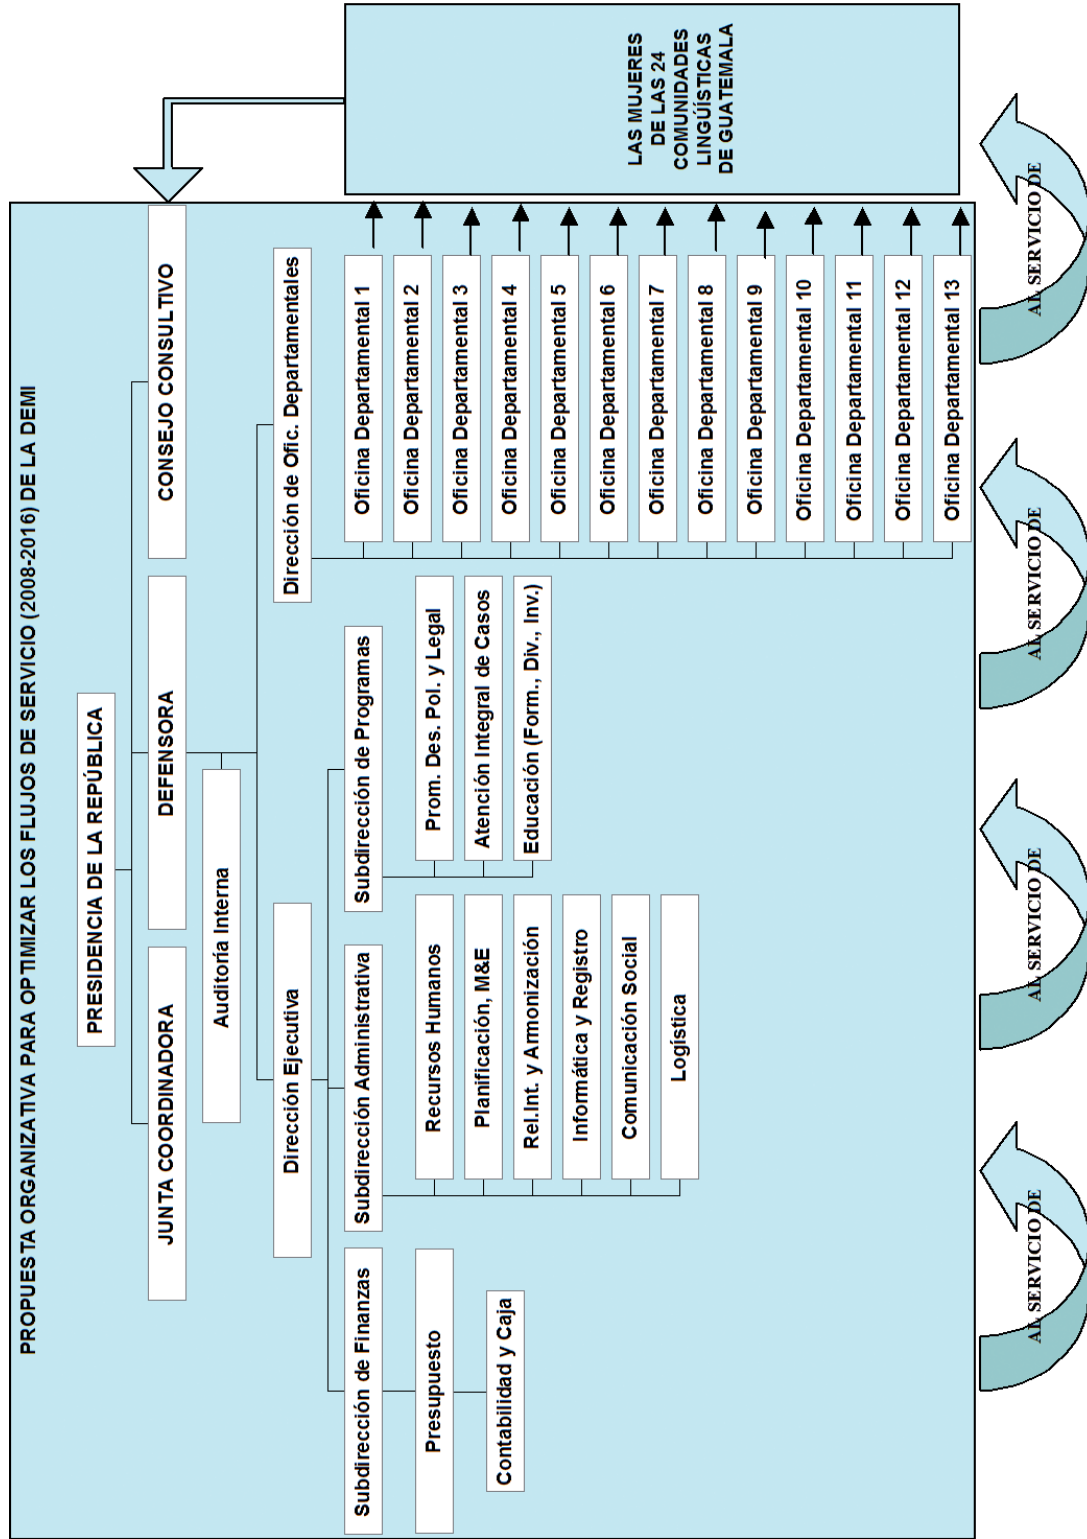 PROPUESTA ORGANIZATIVA PARA OPTIMIZAR LOS FLUJOS DE SERVICIO (2008-2016) DE LA DEMI
PRESIDENCIA DE LA REPÚBLICA
JUNTA COORDINADORA
DEFENSORA
CONSEJO CONSULTIVO
Auditoría Interna
Dirección Ejecutiva
Dirección de Ofic. Departamentales
Subdirección de Finanzas
Presupuesto
Contabilidad y Caja
Subdirección Administrativa
Recursos Humanos
Planificación, M&E
Rel.Int. y Armonización
Informática y Registro
Comunicación Social
Logística
Subdirección de Programas
Prom. Des. Pol. y Legal
Atención Integral de Casos
Educación (Form., Div., Inv.)
Oficina Departamental 1
Oficina Departamental 2
Oficina Departamental 3
Oficina Departamental 4
Oficina Departamental 5
Oficina Departamental 6
Oficina Departamental 7
Oficina Departamental 8
Oficina Departamental 9
Oficina Departamental 10
Oficina Departamental 11
Oficina Departamental 12
Oficina Departamental 13
LAS MUJERES
DE LAS 24
COMUNIDADES
LINGÚÍSTICAS
DE GUATEMALA
AL SERVICIO DE
AL SERVICIO DE
AL SERVICIO DE
AL SERVICIO DE